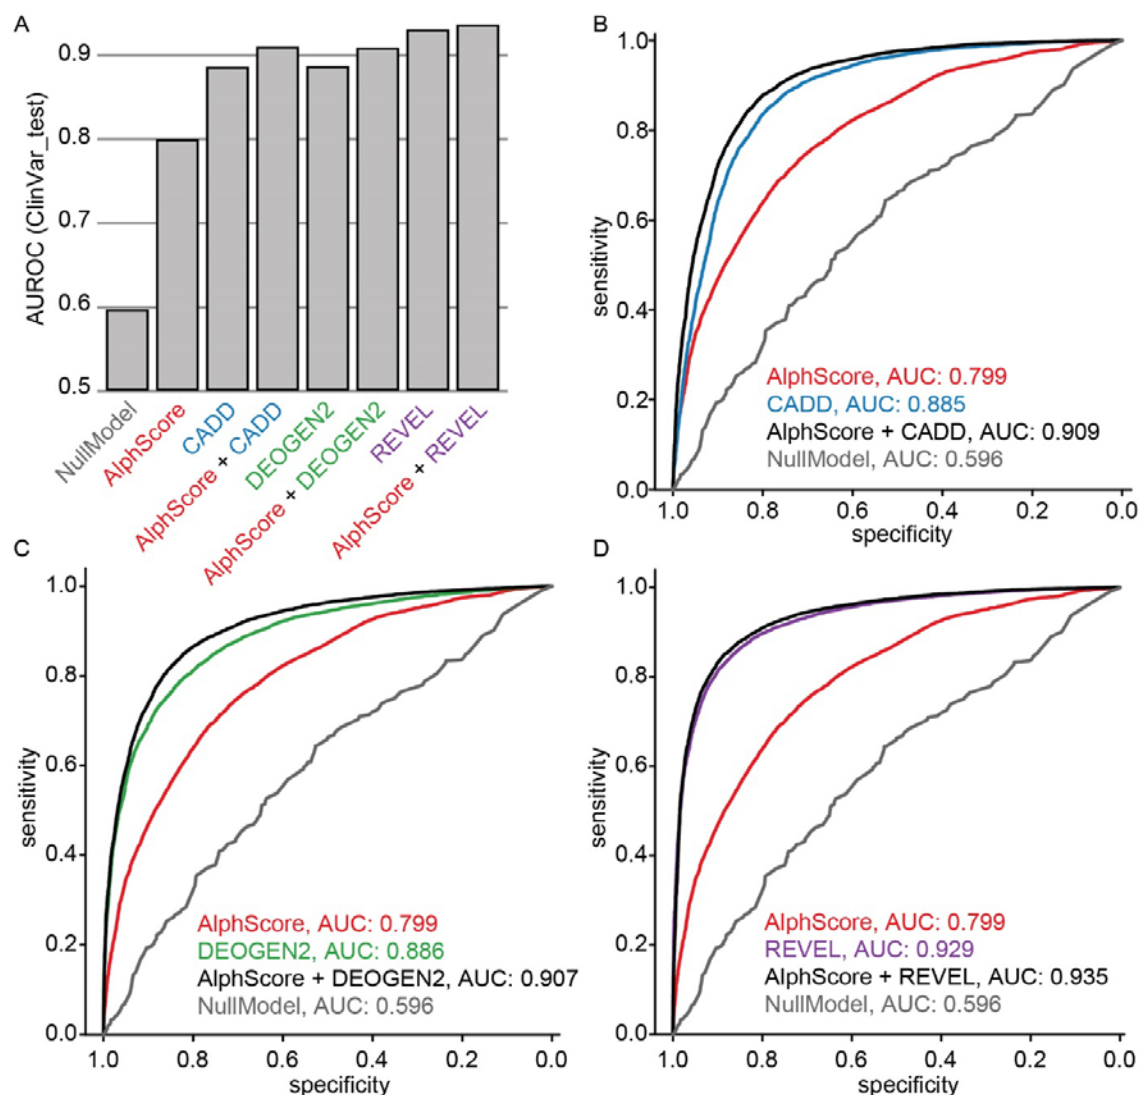 A
AUROC (ClinVar_test)
0.9
0.8
0.7
0.6
0.5
NullModel
AlphScore
CADD
AlphScore + CADD
DEOGEN2
AlphScore + DEOGEN2
REVEL
AlphScore + REVEL
B
sensitivity
1.0
0.8
0.6
0.4
0.2
0.0
AlphScore, AUC: 0.799
CADD, AUC: 0.885
AlphScore + CADD, AUC: 0.909
NullModel, AUC: 0.596
1.0 0.8 0.6 0.4 0.2 0.0
specificity
C
sensitivity
1.0
0.8
0.6
0.4
0.2
0.0
AlphScore, AUC: 0.799
DEOGEN2, AUC: 0.886
AlphScore + DEOGEN2, AUC: 0.907
NullModel, AUC: 0.596
1.0 0.8 0.6 0.4 0.2 0.0
specificity
D
sensitivity
1.0
0.8
0.6
0.4
0.2
0.0
AlphScore, AUC: 0.799
REVEL, AUC: 0.929
AlphScore + REVEL, AUC: 0.935
NullModel, AUC: 0.596
1.0 0.8 0.6 0.4 0.2 0.0
specificity